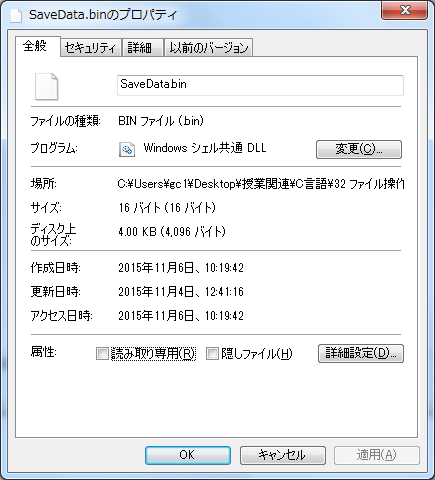 SaveData.binのプロパティ
全般 セキュリティ 詳細 以前のバージョン
SaveData.bin
ファイルの種類: BIN ファイル (.bin)
プログラム: Windows シェル共通 DLL 変更(C)...
場所: C:¥Users¥gc1¥Desktop¥授業関連¥C言語¥32 ファイル操作
サイズ: 16 バイト (16 バイト)
ディスク上
のサイズ: 4.00 KB (4,096 バイト)
作成日時: 2015年11月6日、10:19:42
更新日時: 2015年11月4日、12:41:16
アクセス日時: 2015年11月6日、10:19:42
属性: 読み取り専用(R) 隠しファイル(H) 詳細設定(D)...
OK キャンセル 適用(A)